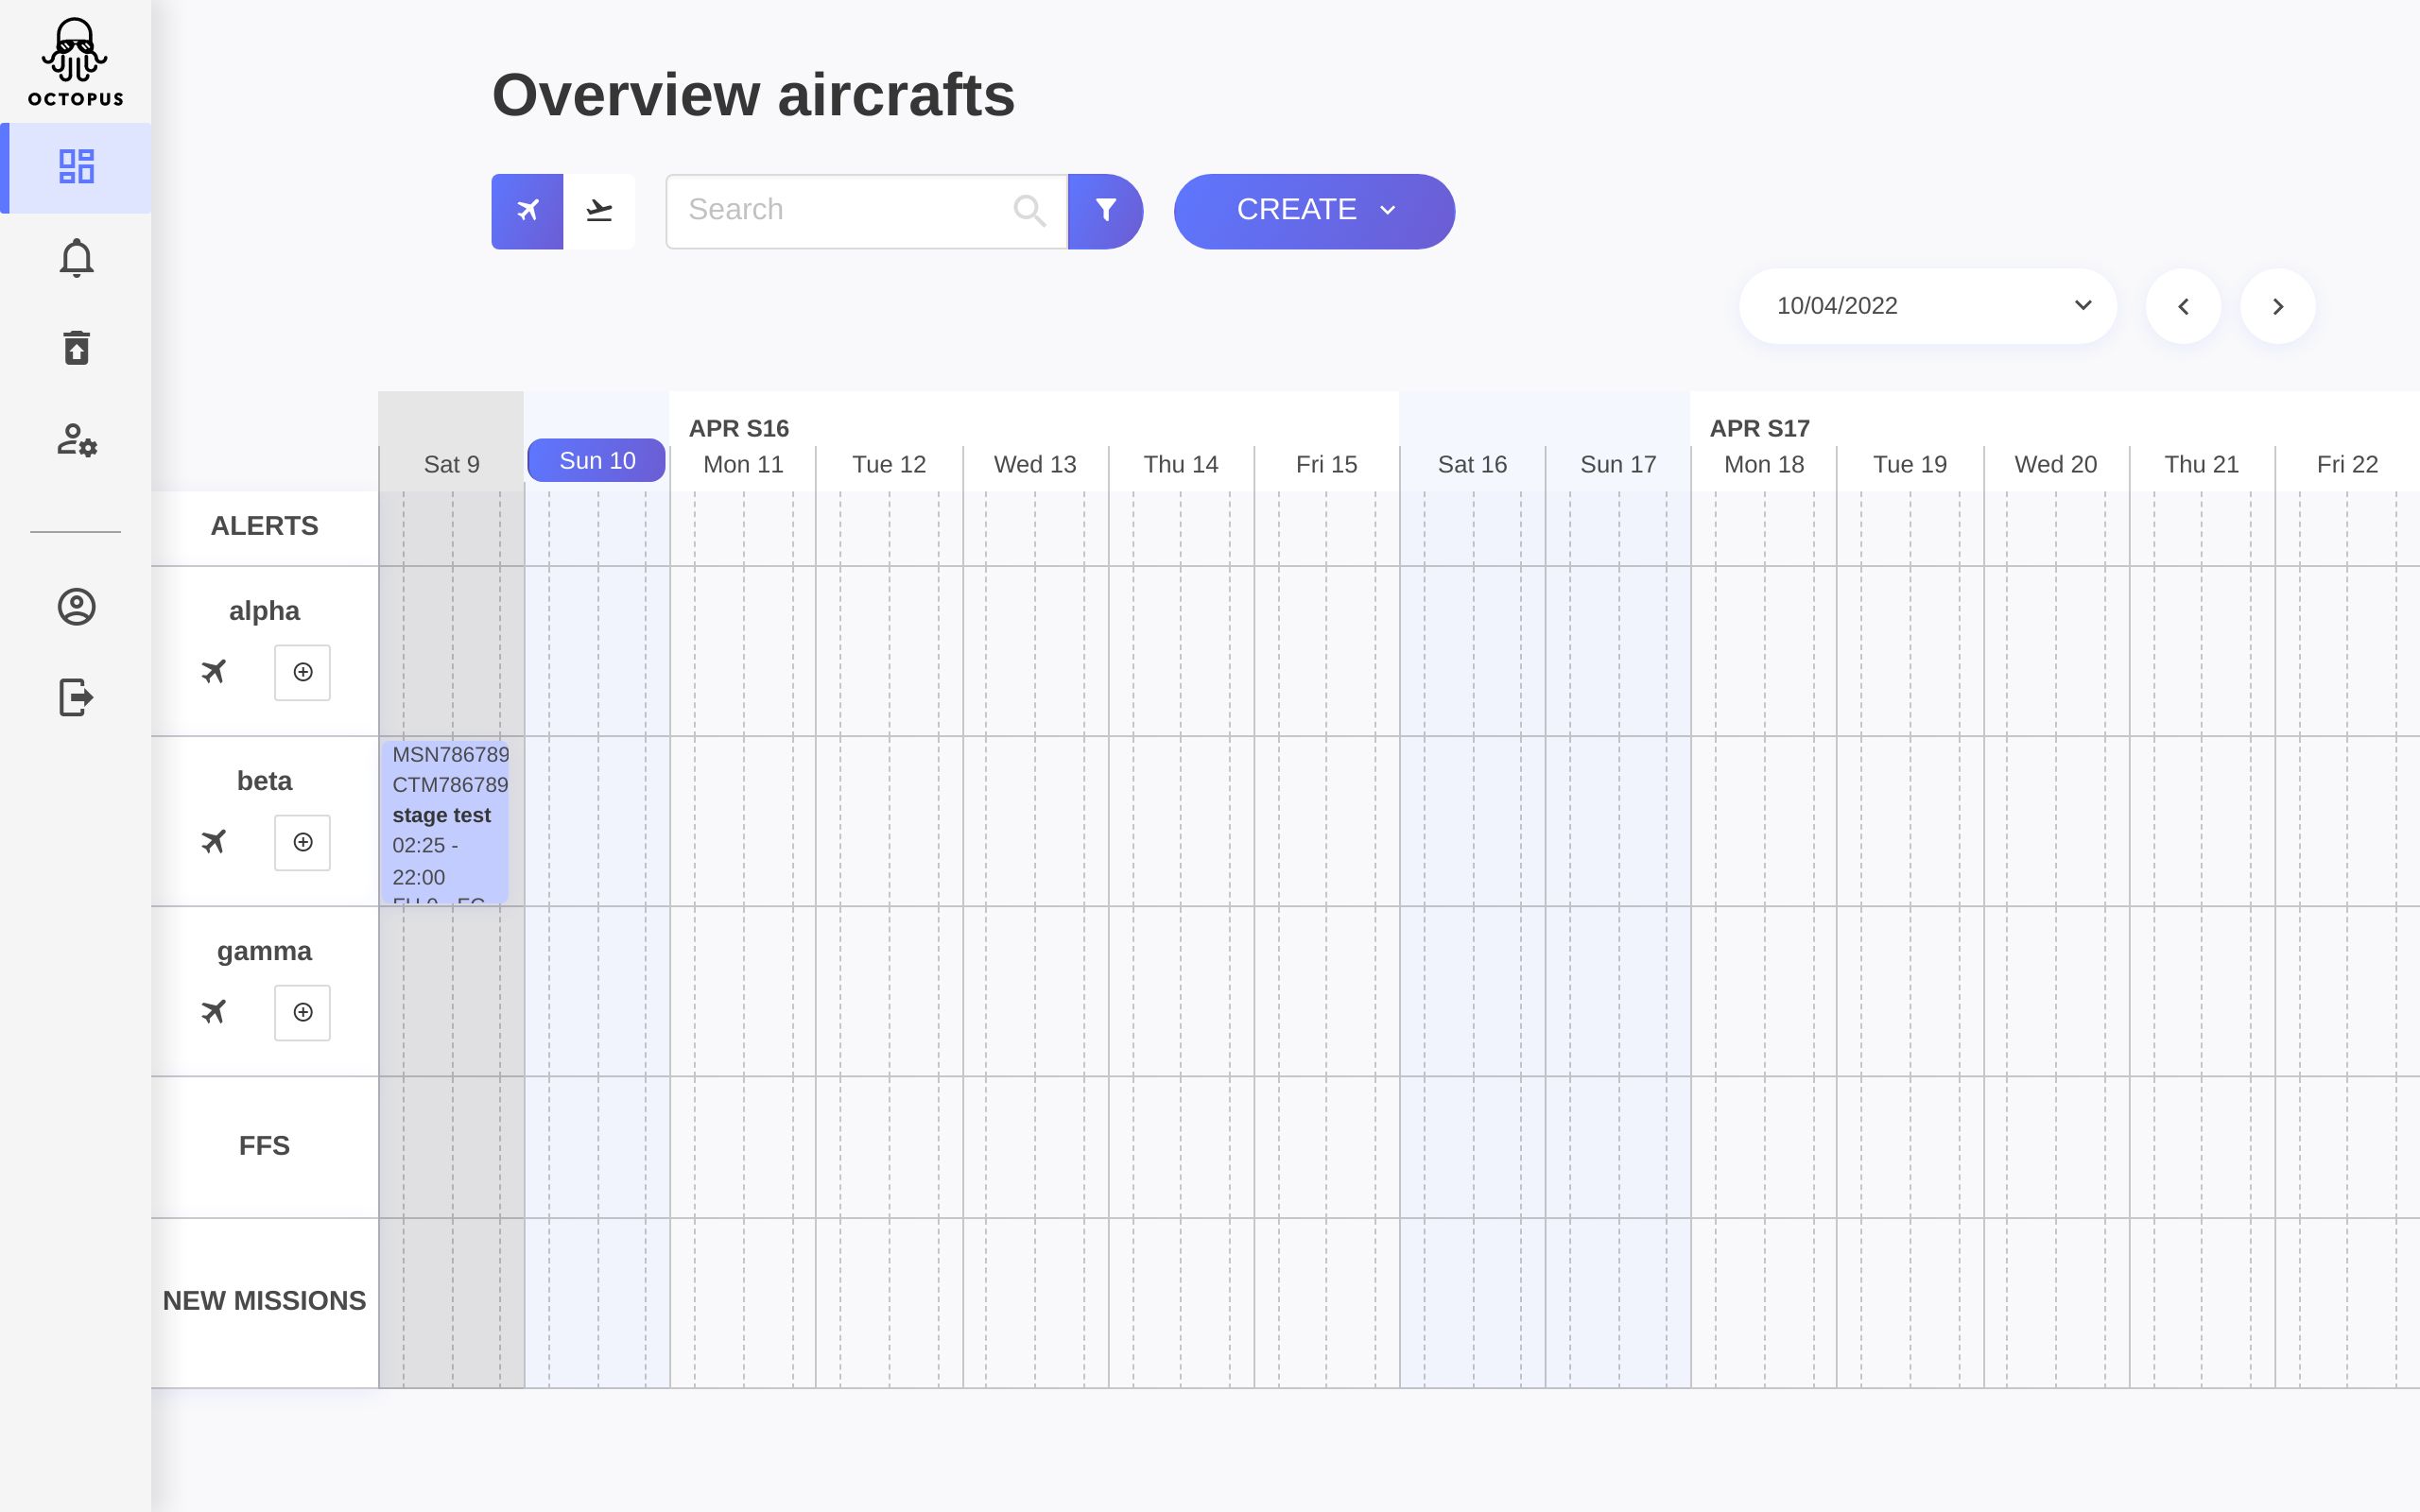 OCTOPUS
Overview aircrafts
Search
CREATE
10/04/2022
APR S16
APR S17
Sat 9
Sun 10
Mon 11
Tue 12
Wed 13
Thu 14
Fri 15
Sat 16
Sun 17
Mon 18
Tue 19
Wed 20
Thu 21
Fri 22
ALERTS
alpha
beta
MSN786789
CTM786789
stage test
02:25 -
22:00
gamma
FFS
NEW MISSIONS